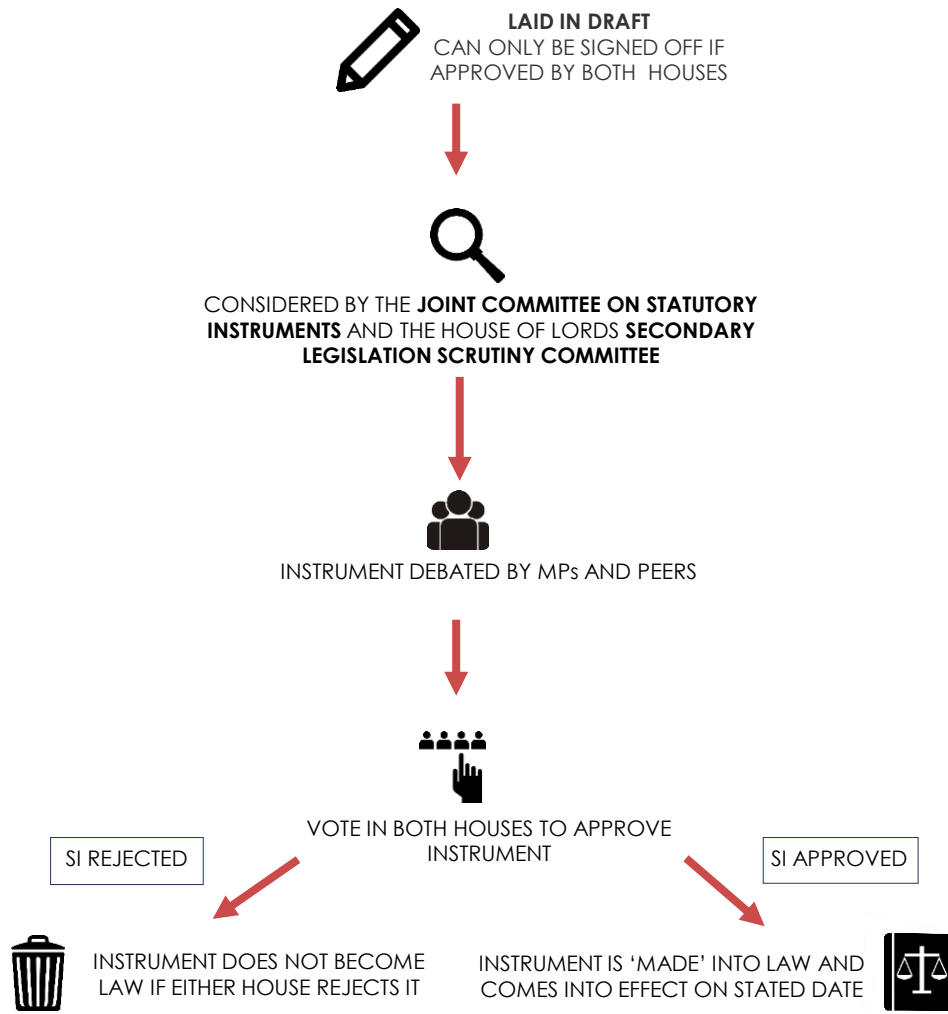 LAID IN DRAFT
CAN ONLY BE SIGNED OFF IF
APPROVED BY BOTH HOUSES
CONSIDERED BY THE JOINT COMMITTEE ON STATUTORY
INSTRUMENTS AND THE HOUSE OF LORDS SECONDARY
LEGISLATION SCRUTINY COMMITTEE
INSTRUMENT DEBATED BY MPs AND PEERS
VOTE IN BOTH HOUSES TO APPROVE
INSTRUMENT
SI REJECTED
SI APPROVED
INSTRUMENT DOES NOT BECOME
LAW IF EITHER HOUSE REJECTS IT
INSTRUMENT IS ‘MADE’ INTO LAW AND
COMES INTO EFFECT ON STATED DATE